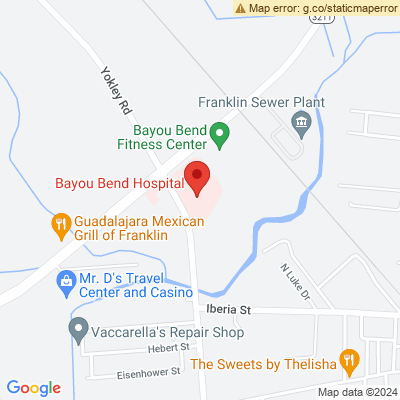 Map error: g.co/staticmaperror
3211
Yokley Rd
Franklin Sewer Plant
Bayou Bend
Fitness Center
Bayou Bend Hospital
Guadalajara Mexican
Grill of Franklin
N Luke Dr
Mr. D's Travel
Center and Casino
Iberia St
Vaccarella's Repair Shop
Hebert St
The Sweets by Thelisha
Eisenhower St
Google
Map data ©2024